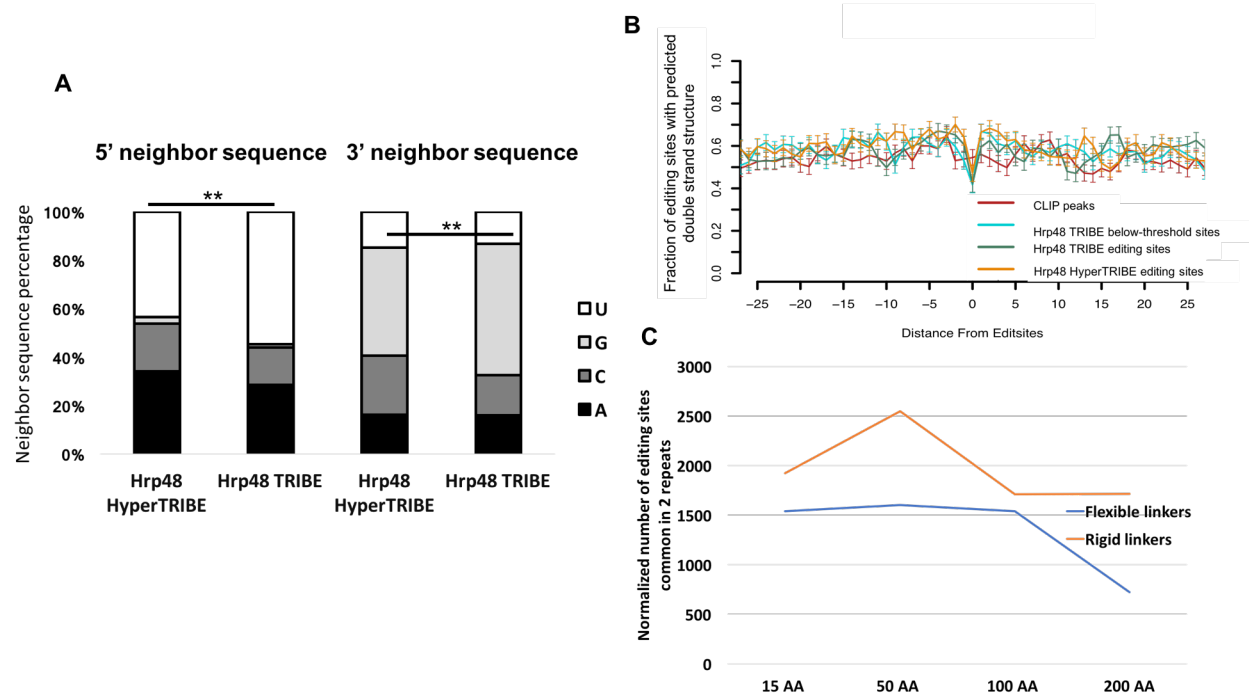 A
5’ neighbor sequence
3’ neighbor sequence
**
**
Neighbor sequence percentage
100%
80%
60%
40%
20%
0%
U
G
C
A
Hrp48
HyperTRIBE
Hrp48 TRIBE
Hrp48
HyperTRIBE
Hrp48 TRIBE
B
Fraction of editing sites with predicted
double strand structure
1.0
0.8
0.6
0.4
0.2
0.0
CLIP peaks
Hrp48 TRIBE below-threshold sites
Hrp48 TRIBE editing sites
Hrp48 HyperTRIBE editing sites
−25
−20
−15
−10
−5
0
5
10
15
20
25
Distance From Editsites
C
Normalized number of editing sites
common in 2 repeats
3000
2500
2000
1500
1000
500
0
Flexible linkers
Rigid linkers
15 AA
50 AA
100 AA
200 AA